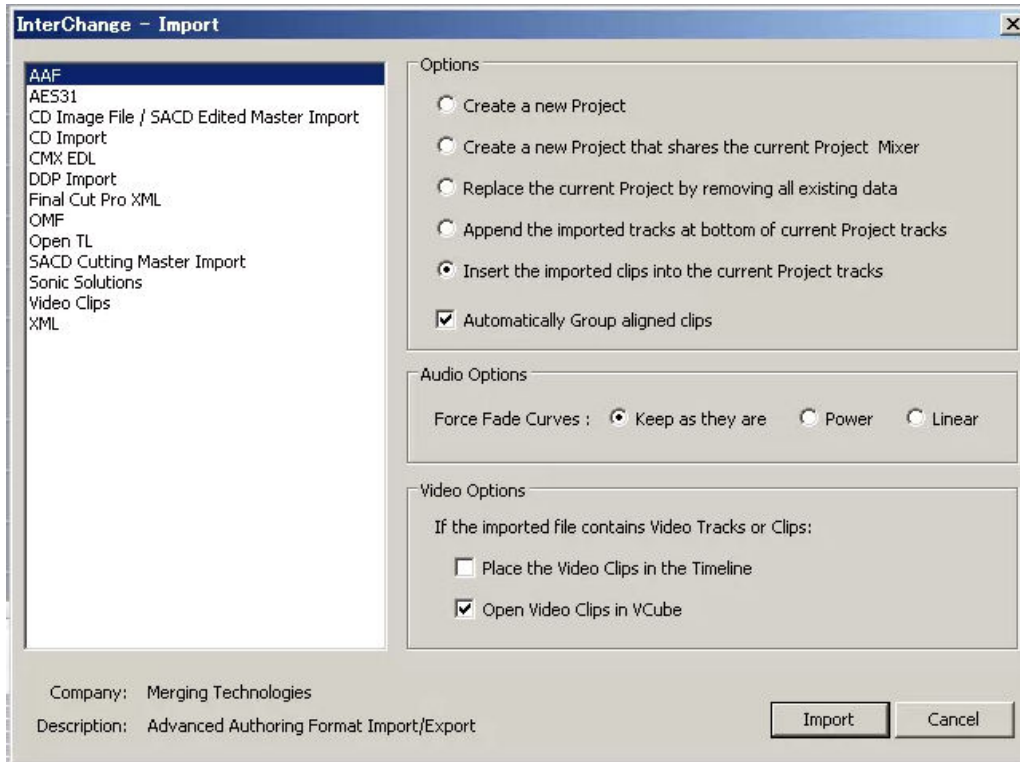 InterChange - Import
AAF
AES31
CD Image File / SACD Edited Master Import
CD Import
CMX EDL
DDP Import
Final Cut Pro XML
OMF
Open TL
SACD Cutting Master Import
Sonic Solutions
Video Clips
XML
Options
Create a new Project
Create a new Project that shares the current Project Mixer
Replace the current Project by removing all existing data
Append the imported tracks at bottom of current Project tracks
Insert the imported clips into the current Project tracks
Automatically Group aligned clips
Audio Options
Force Fade Curves : Keep as they are Power Linear
Video Options
If the imported file contains Video Tracks or Clips:
Place the Video Clips in the Timeline
Open Video Clips in VCube
Company: Merging Technologies
Description: Advanced Authoring Format Import/Export
Import Cancel